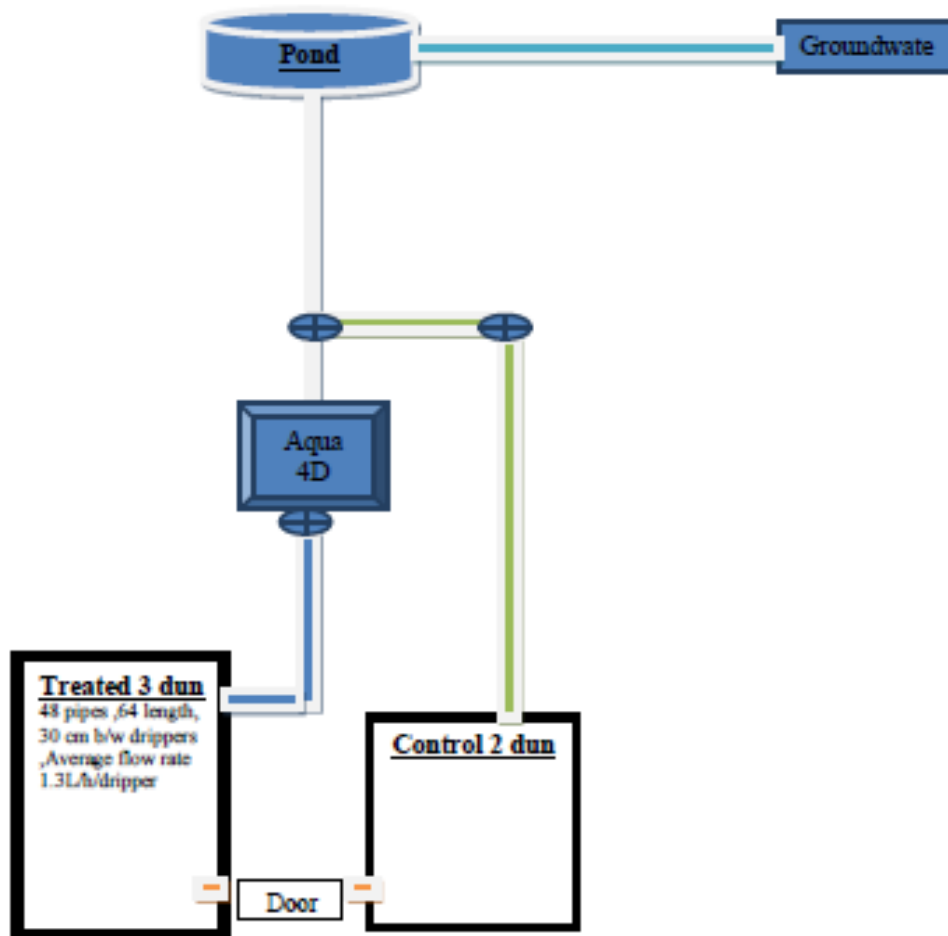 Pond
Groundwate
Aqua
4D
Treated 3 dun
48 pipes ,64 length,
30 cm b/w drippers
,Average flow rate
1.3L/h/dripper
Control 2 dun
Door